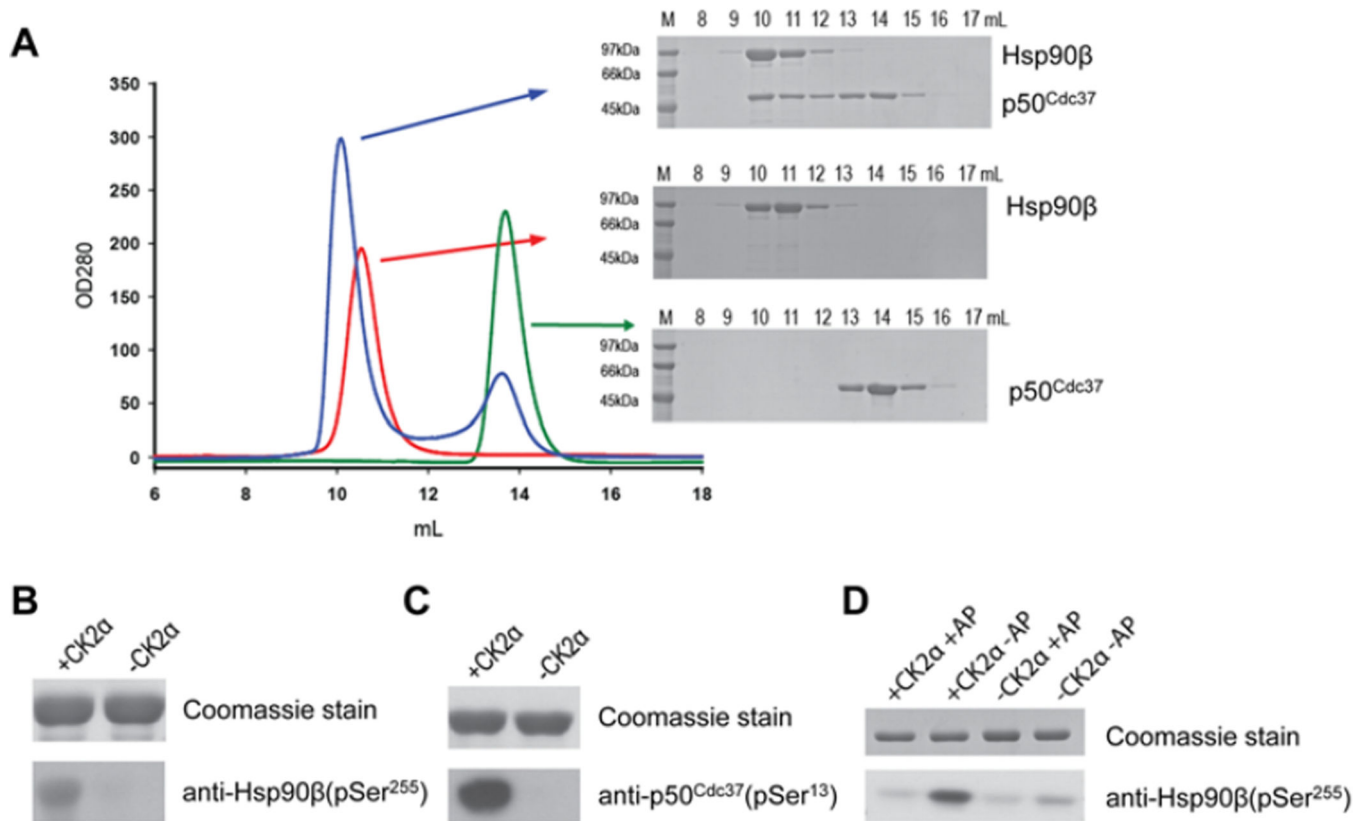 A
M 8 9 10 11 12 13 14 15 16 17 mL
97kDa
66kDa
45kDa
Hsp90β
p50Cdc37
350
300
250
200
150
100
50
0
OD280
6 8 10 12 14 16 18
mL
M 8 9 10 11 12 13 14 15 16 17 mL
97kDa
66kDa
45kDa
Hsp90β
M 8 9 10 11 12 13 14 15 16 17 mL
97kDa
66kDa
45kDa
p50Cdc37
B
+CK2α -CK2α
Coomassie stain
anti-Hsp90β(pSer255)
C
+CK2α -CK2α
Coomassie stain
anti-p50Cdc37(pSer13)
D
+CK2α +AP +CK2α -AP -CK2α +AP -CK2α -AP
Coomassie stain
anti-Hsp90β(pSer255)